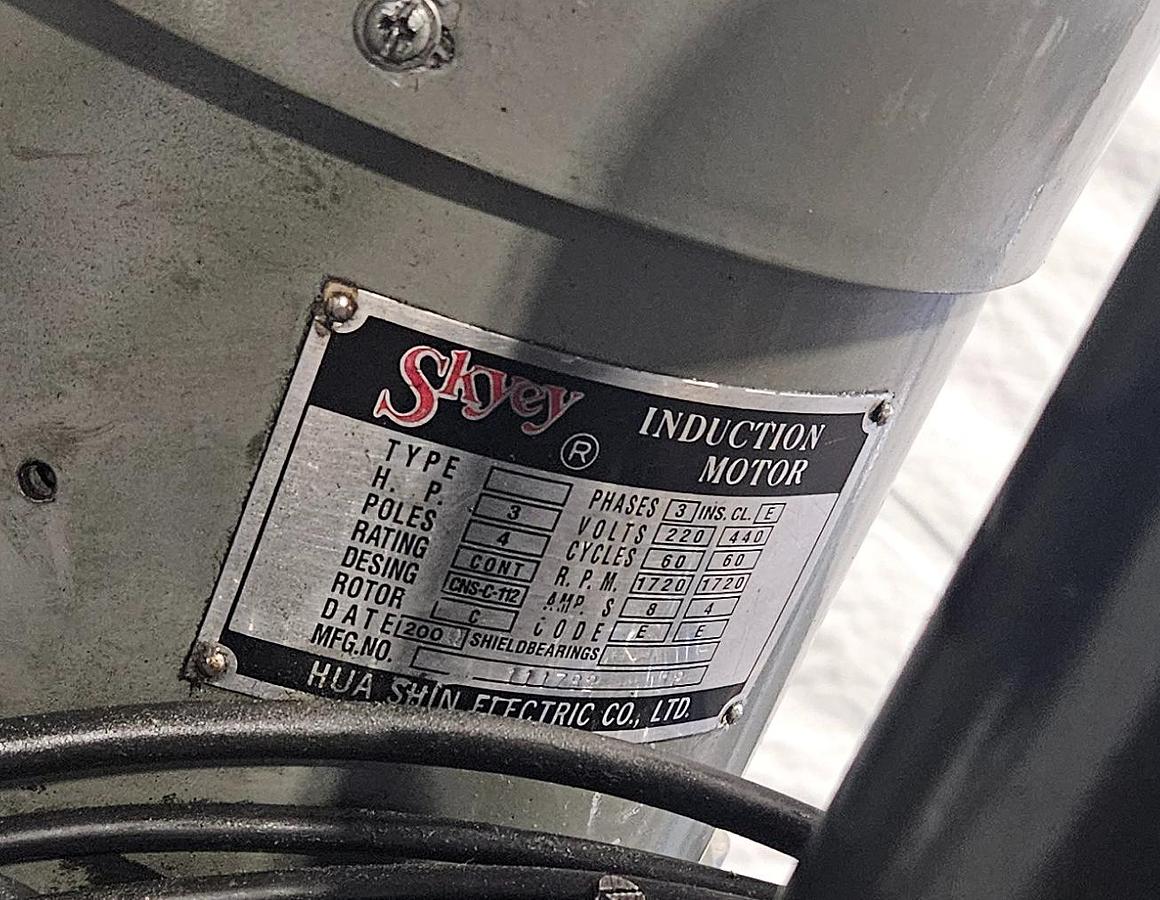 Skyey ® INDUCTION MOTOR
TYPE
H. P. 3
POLES 4
RATING CONT
DESING CNS-C-112
ROTOR C
DATE 200
PHASES 3 INS. CL. E
VOLTS 220 440
CYCLES 60 60
R. P. M. 1720 1720
AMP. S 8 4
CODE E E
SHIELDBEARINGS
MFG.NO.
HUA SHIN ELECTRIC CO., LTD.